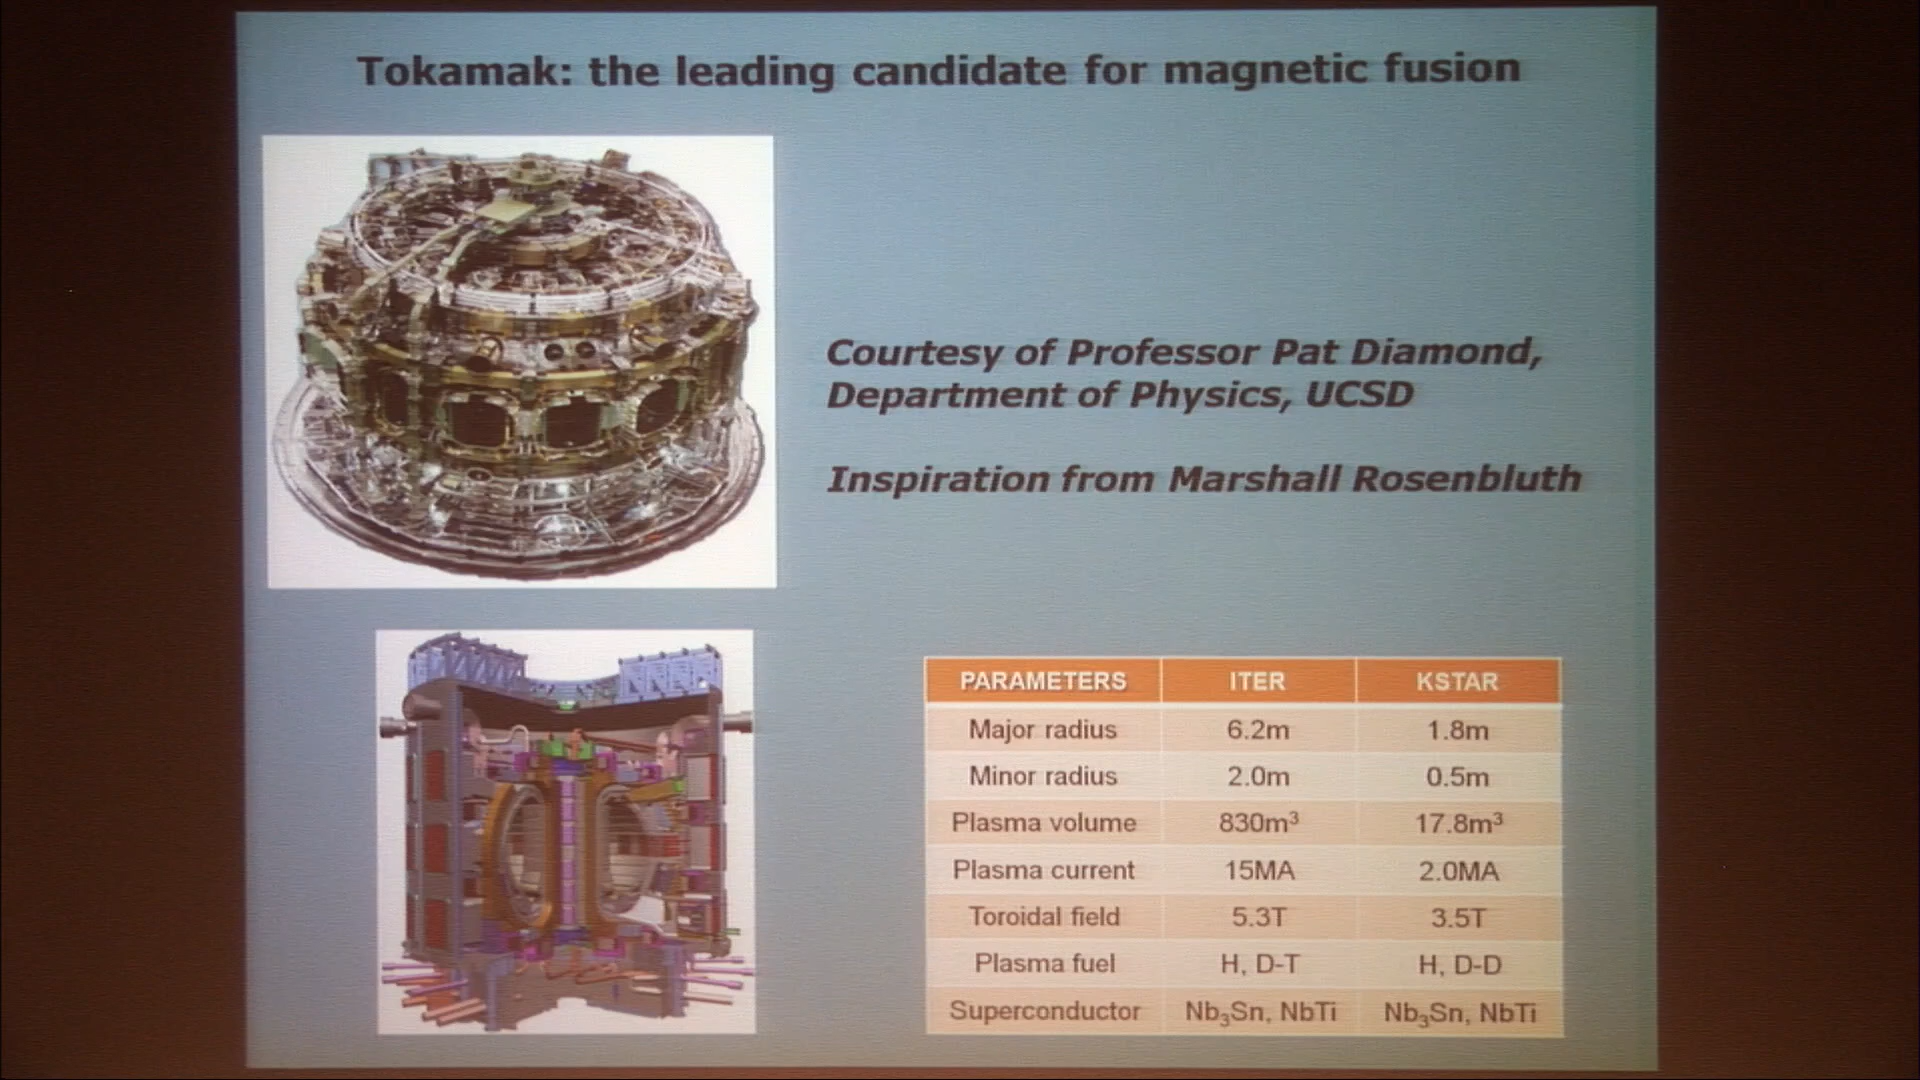 Tokamak: the leading candidate for magnetic fusion
Courtesy of Professor Pat Diamond,
Department of Physics, UCSD
Inspiration from Marshall Rosenbluth
PARAMETERS ITER KSTAR
Major radius 6.2m 1.8m
Minor radius 2.0m 0.5m
Plasma volume 830m³ 17.8m³
Plasma current 15MA 2.0MA
Toroidal field 5.3T 3.5T
Plasma fuel H, D-T H, D-D
Superconductor Nb₃Sn, NbTi Nb₃Sn, NbTi